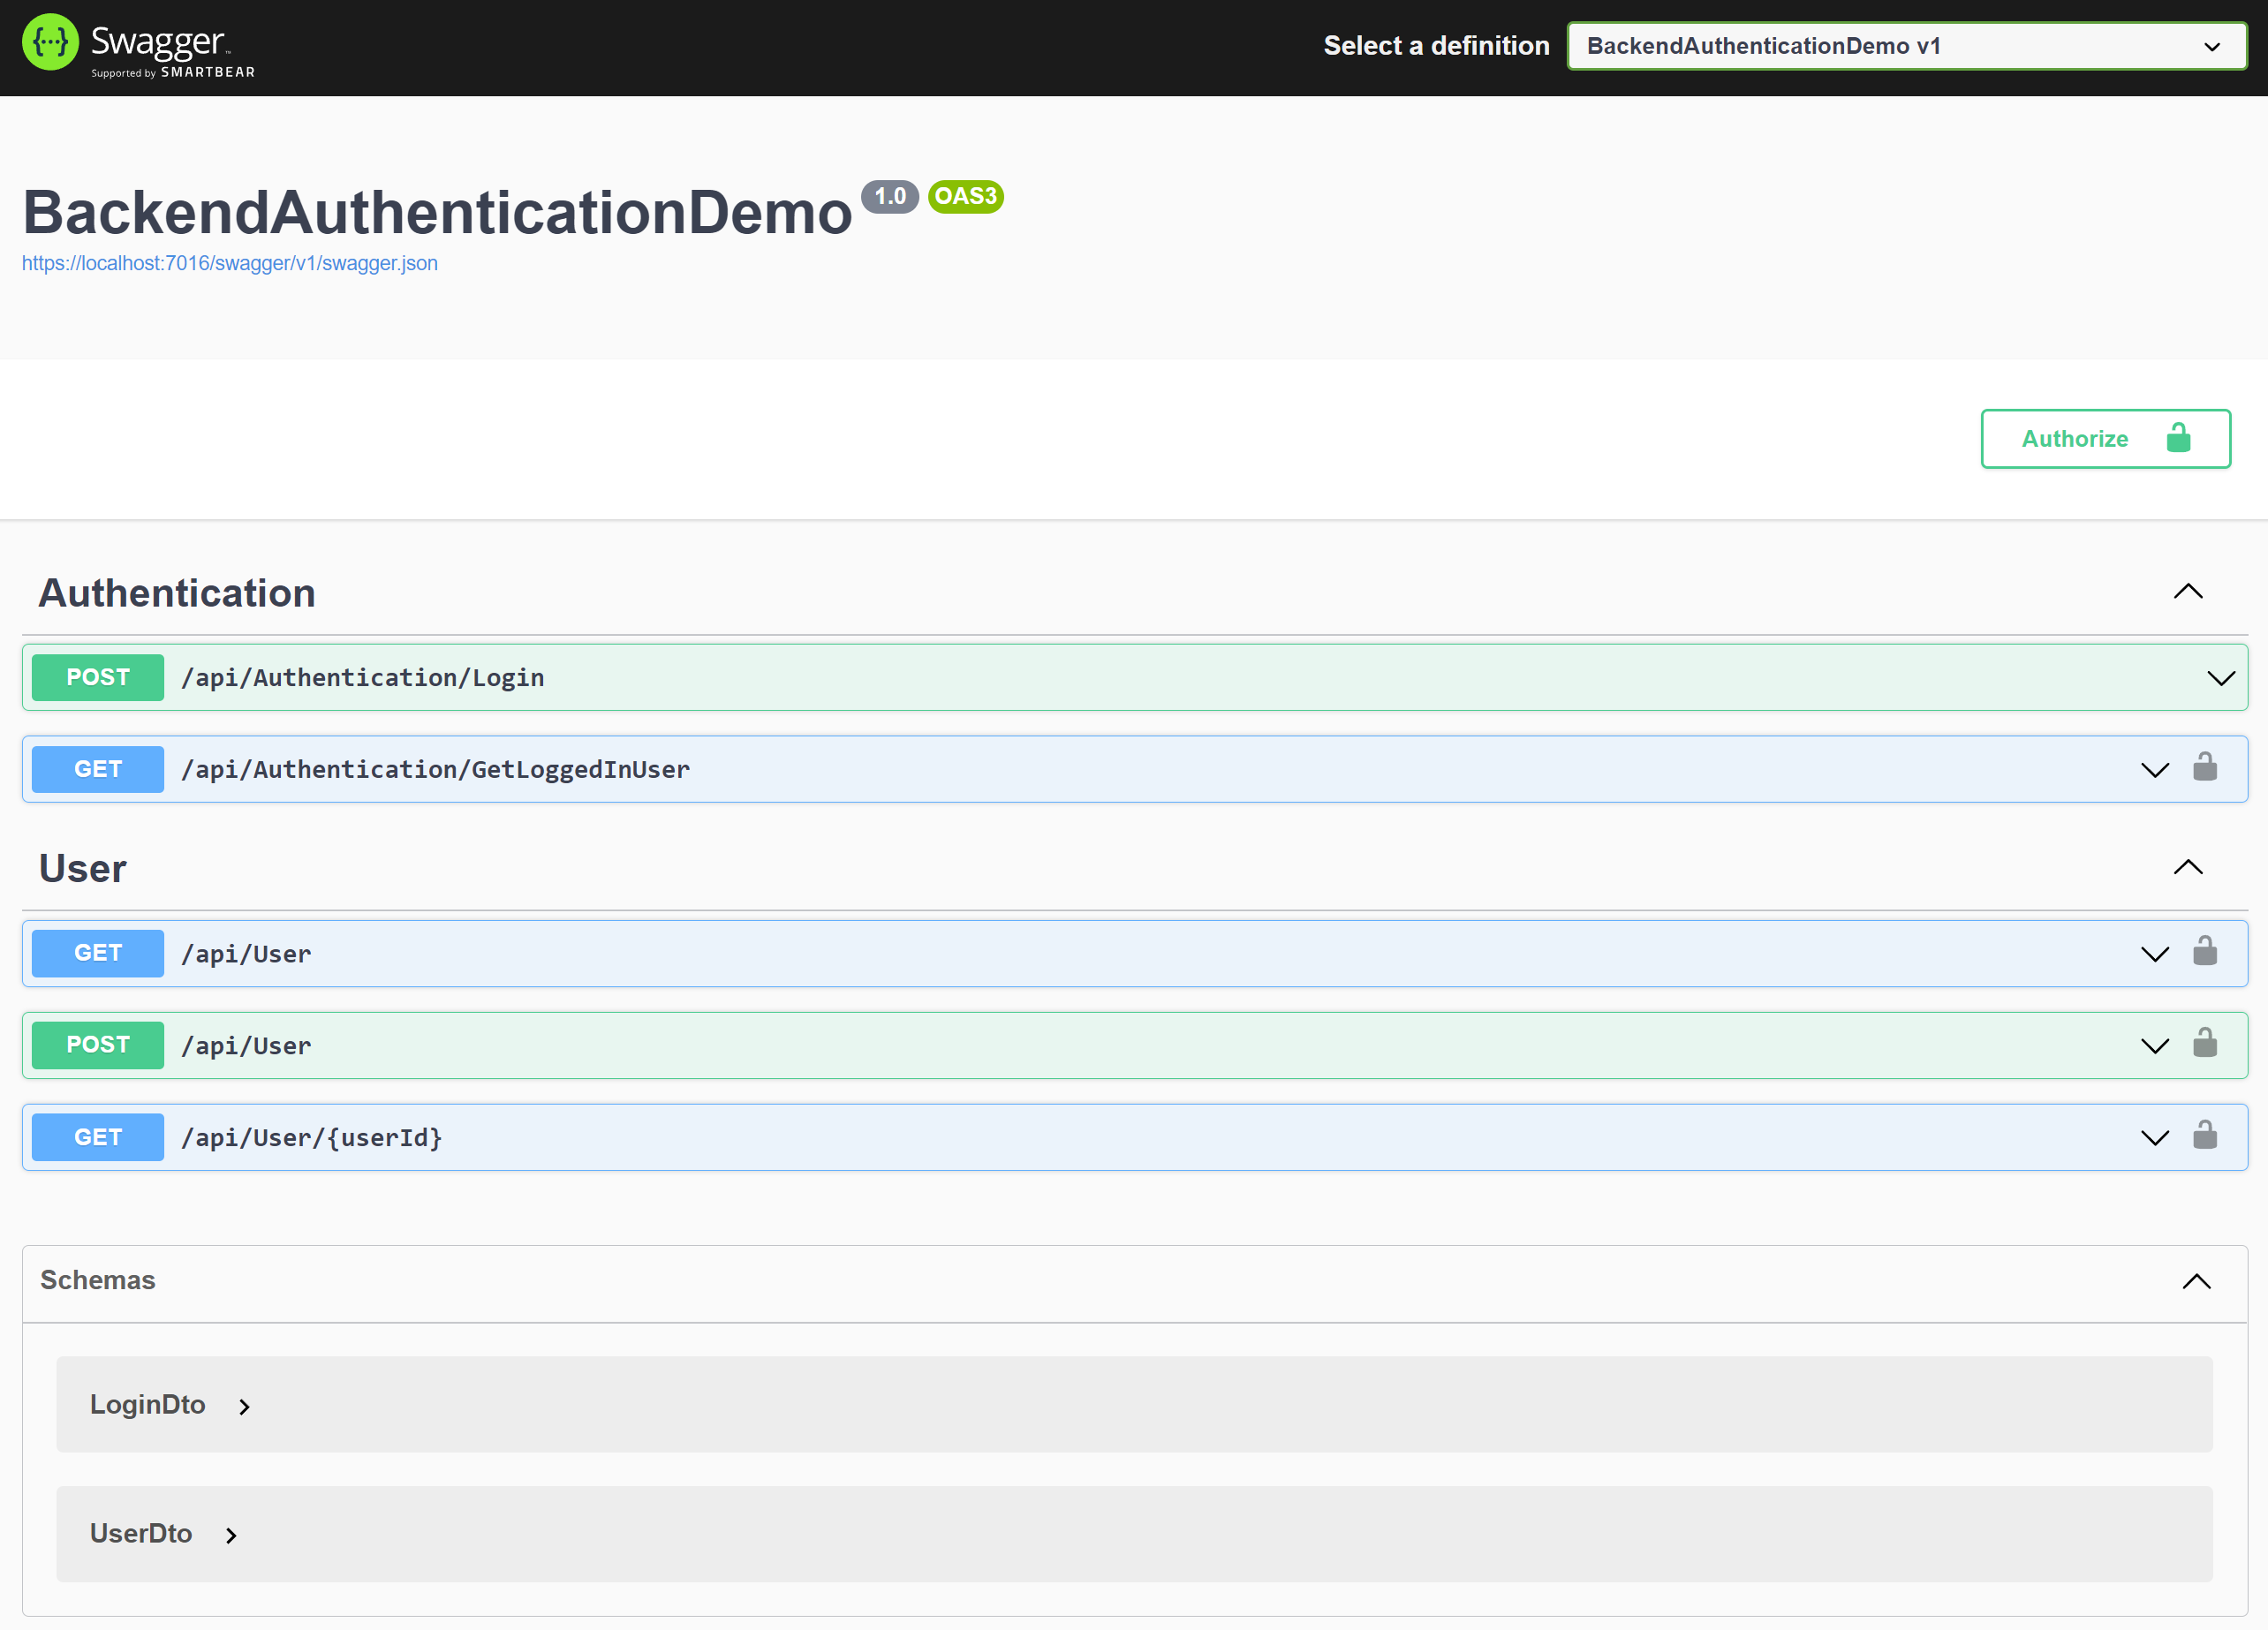 {...} Swagger™
Supported by SMARTBEAR
Select a definition
BackendAuthenticationDemo v1
BackendAuthenticationDemo 1.0 OAS3
https://localhost:7016/swagger/v1/swagger.json
Authorize
Authentication
POST /api/Authentication/Login
GET /api/Authentication/GetLoggedInUser
User
GET /api/User
POST /api/User
GET /api/User/{userId}
Schemas
LoginDto
UserDto